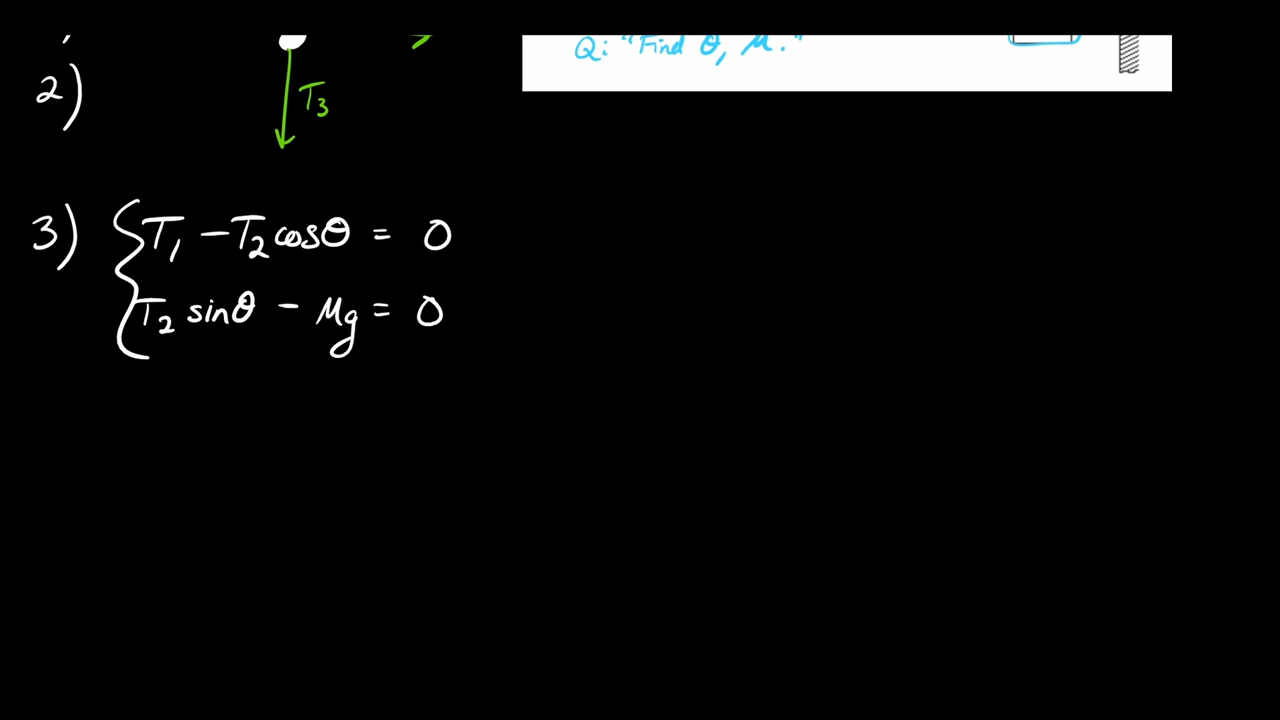 Q: "Find θ, M."
2)
T₃
3) { T₁ - T₂ cosθ = 0
T₂ sinθ - Mg = 0